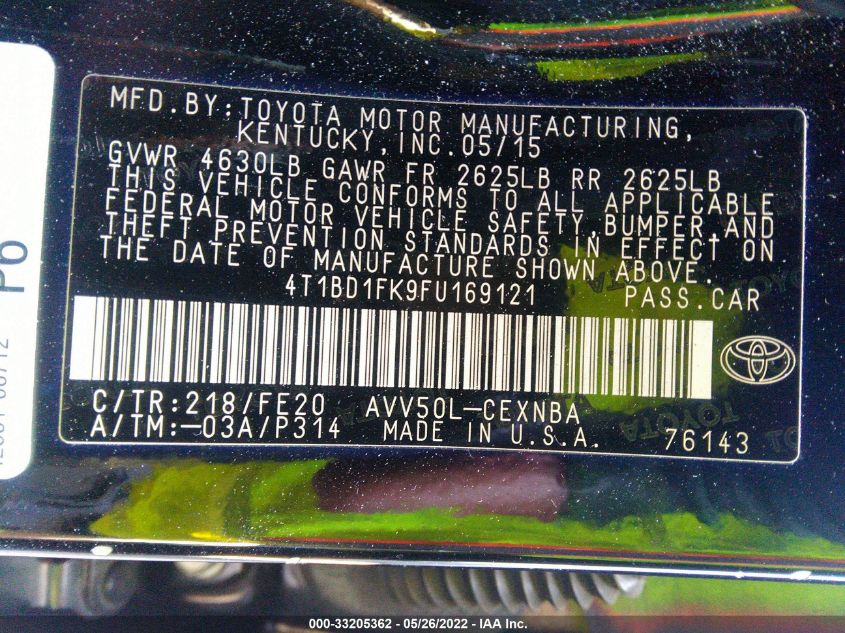 MFD.BY:TOYOTA MOTOR MANUFACTURING,
KENTUCKY,INC.05/15
GVWR 4630LB GAWR FR 2625LB RR 2625LB
THIS VEHICLE CONFORMS TO ALL APPLICABLE
FEDERAL MOTOR VEHICLE SAFETY,BUMPER,AND
THEFT PREVENTION STANDARDS IN EFFECT ON
THE DATE OF MANUFACTURE SHOWN ABOVE.
4T1BD1FK9FU169121 PASS.CAR
C/TR:218/FE20 AVV50L-CEXNBA
A/TM:-03A/P314 MADE IN U.S.A. 76143
TOYOTA
000-33205362 - 05/26/2022 - IAA Inc.